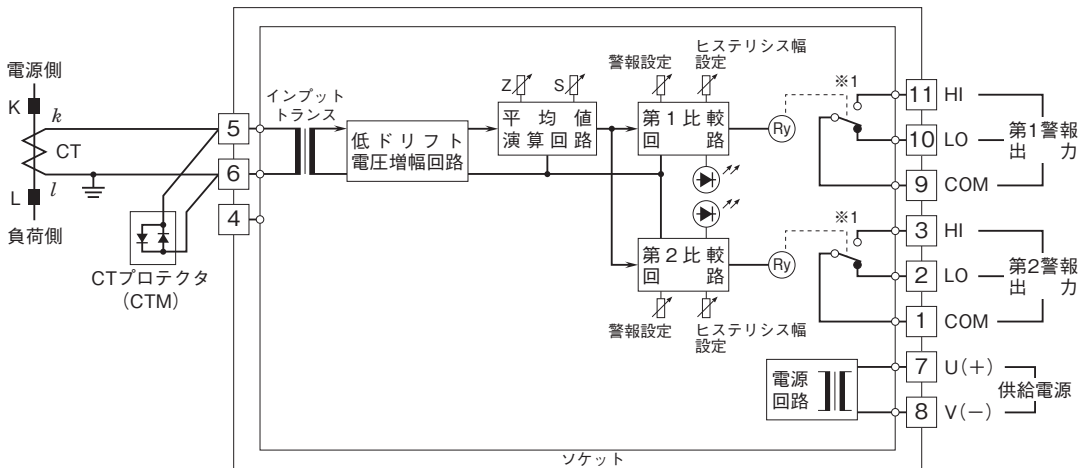 電源側
K
k
CT
L
l
負荷側
CTプロテクタ
(CTM)
5
6
4
インプット
トランス
低ドリフト
電圧増幅回路
Z
S
平均値
演算回路
警報設定
ヒステリシス幅
設定
第1比較
回路
Ry
※1
11 HI
10 LO
9 COM
第1警報
出力
第2比較
回路
Ry
※1
警報設定
ヒステリシス幅
設定
3 HI
2 LO
1 COM
第2警報
出力
電源
回路
7 U(+)
8 V(−)
供給電源
ソケット